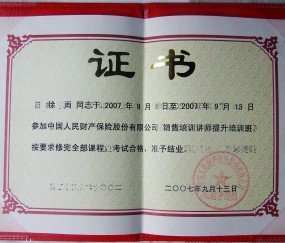 证书
徐 雨 同志于2007年9月 日至2007年9月13日
参加中国人民财产保险股份有限公司《销售培训讲师提升培训班》
按要求修完全部课程,考试合格,准予结业
二〇〇七年九月十三日